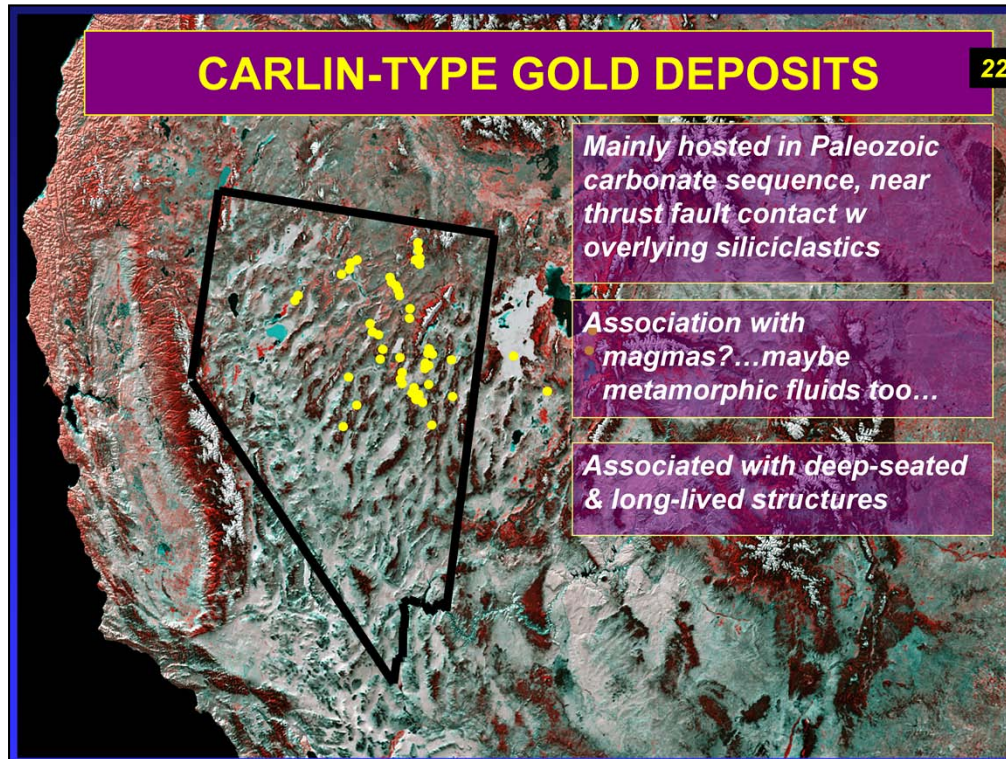 CARLIN-TYPE GOLD DEPOSITS
22
Mainly hosted in Paleozoic
carbonate sequence, near
thrust fault contact w
overlying siliciclastics
Association with
magmas?…maybe
metamorphic fluids too…
Associated with deep-seated
& long-lived structures